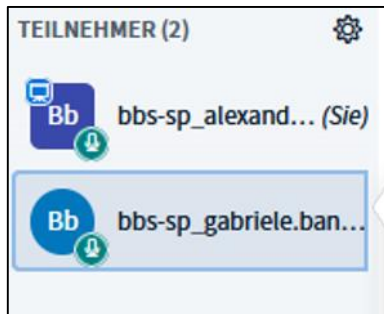 TEILNEHMER (2)
Bb bbs-sp_alexand... (Sie)
Bb bbs-sp_gabriele.ban...